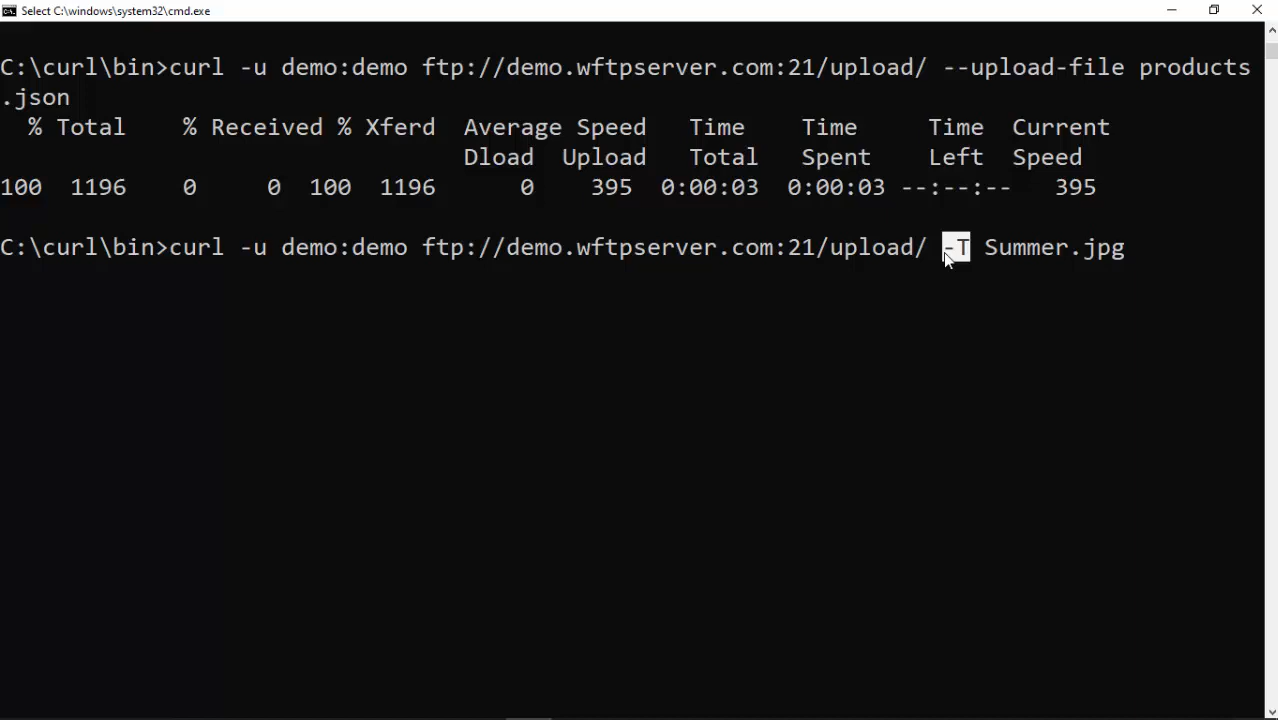 Select C:\windows\system32\cmd.exe
C:\curl\bin>curl -u demo:demo ftp://demo.wftpserver.com:21/upload/ --upload-file products
.json
% Total % Received % Xferd Average Speed Time Time Time Current
Dload Upload Total Spent Left Speed
100 1196 0 0 100 1196 0 395 0:00:03 0:00:03 --:--:-- 395
C:\curl\bin>curl -u demo:demo ftp://demo.wftpserver.com:21/upload/ -T Summer.jpg